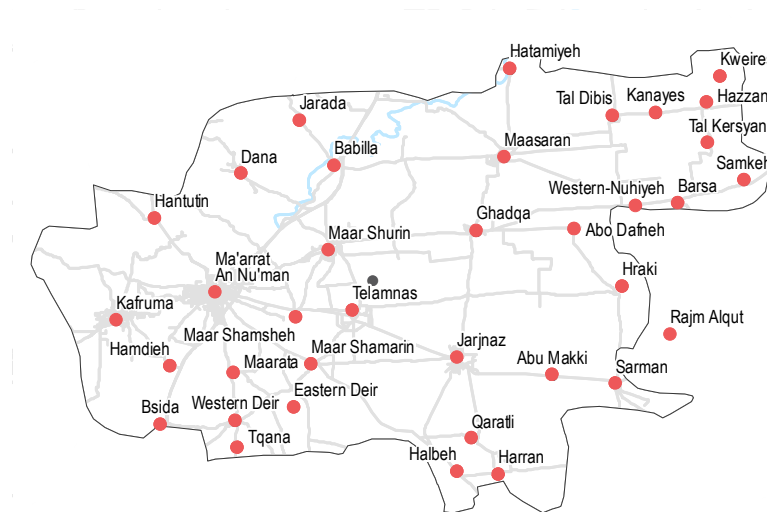 Hatamiyeh
Kweires
Tal Dibis
Kanayes
Hazzan
Jarada
Tal Kersyan
Babilla
Maasaran
Dana
Samkeh
Western-Nuhiyeh
Barsa
Hantutin
Ghadqa
Maar Shurin
Abo Dafneh
Ma'arrat
An Nu'man
Hraki
Telamnas
Kafruma
Rajm Alqut
Maar Shamsheh
Jarjnaz
Hamdieh
Maar Shamarin
Maarata
Abu Makki
Sarman
Eastern Deir
Bsida
Western Deir
Qaratli
Tqana
Halbeh
Harran